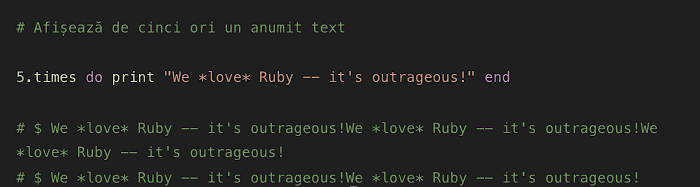 # Afișează de cinci ori un anumit text
5.times do print "We *love* Ruby -- it's outrageous!" end
# $ We *love* Ruby -- it's outrageous!We *love* Ruby -- it's outrageous!We
*love* Ruby -- it's outrageous!
# $ We *love* Ruby -- it's outrageous!We *love* Ruby -- it's outrageous!